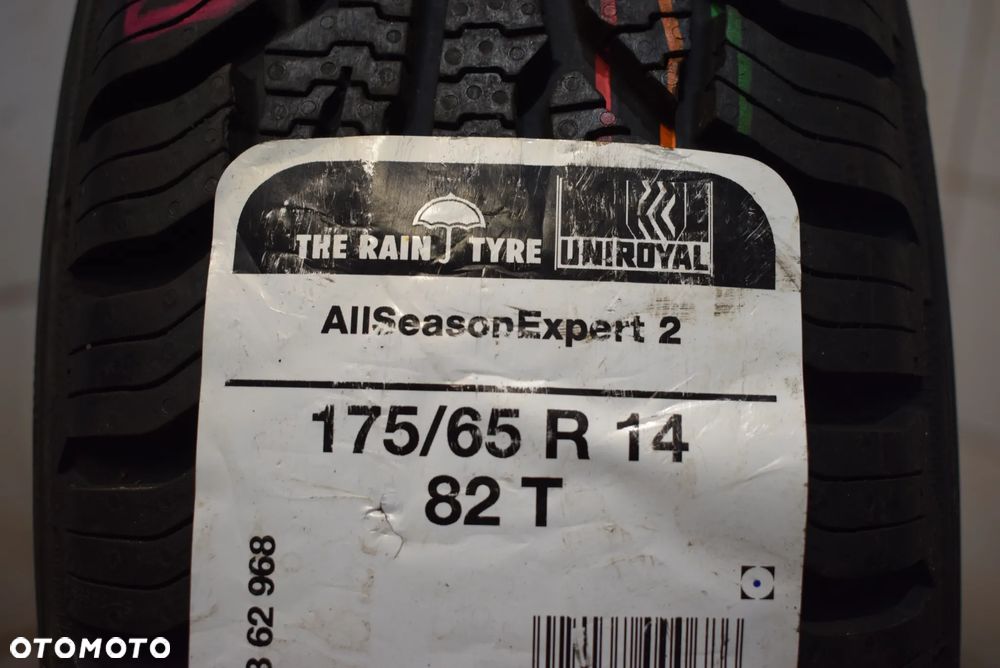 THE RAIN TYRE
UNIROYAL
AllSeasonExpert 2
175/65 R 14
82 T
62 968
OTOMOTO